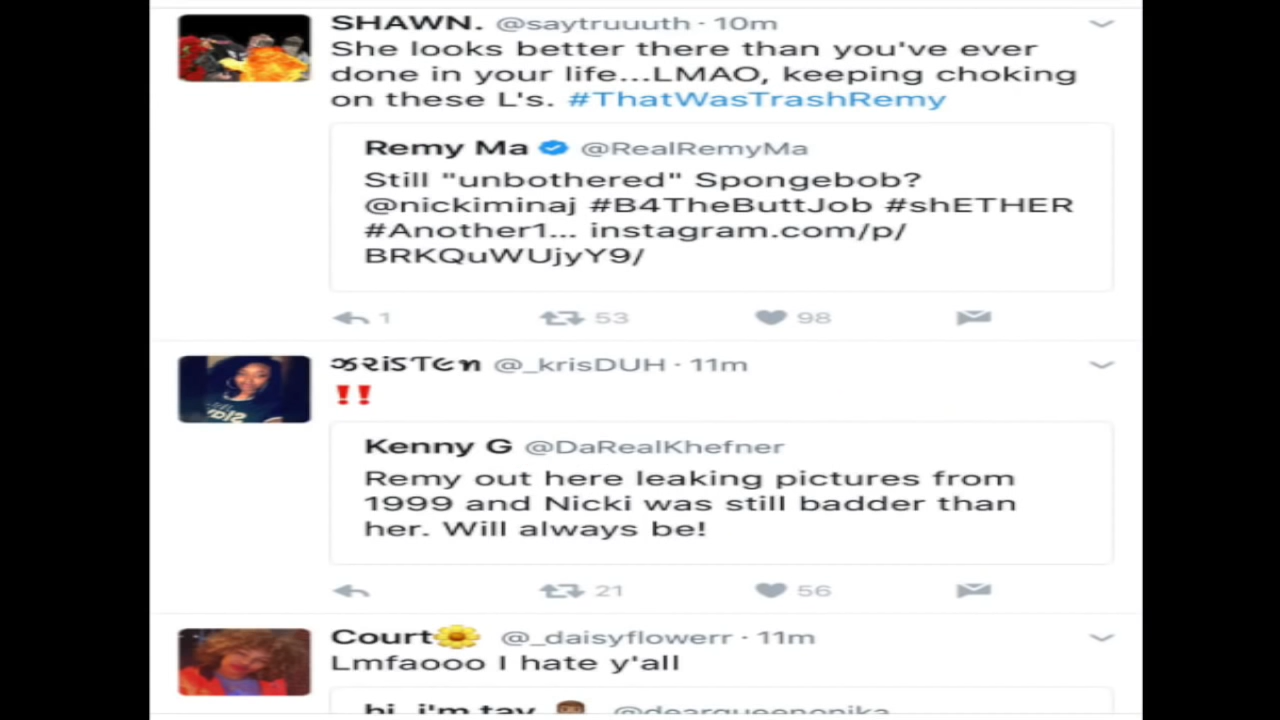 SHAWN. @saytruuuth · 10m
She looks better there than you've ever
done in your life...LMAO, keeping choking
on these L's. #ThatWasTrashRemy
Remy Ma @RealRemyMa
Still "unbothered" Spongebob?
@nickiminaj #B4TheButtJob #shETHER
#Another1... instagram.com/p/
BRKQuWUjyY9/
1 53 98
@_krisDUH · 11m
‼️
Kenny G @DaRealKhefner
Remy out here leaking pictures from
1999 and Nicki was still badder than
her. Will always be!
21 56
Court🌼 @_daisyflowerr · 11m
Lmfaooo I hate y'all
hi, i'm tay @dearqueenonika